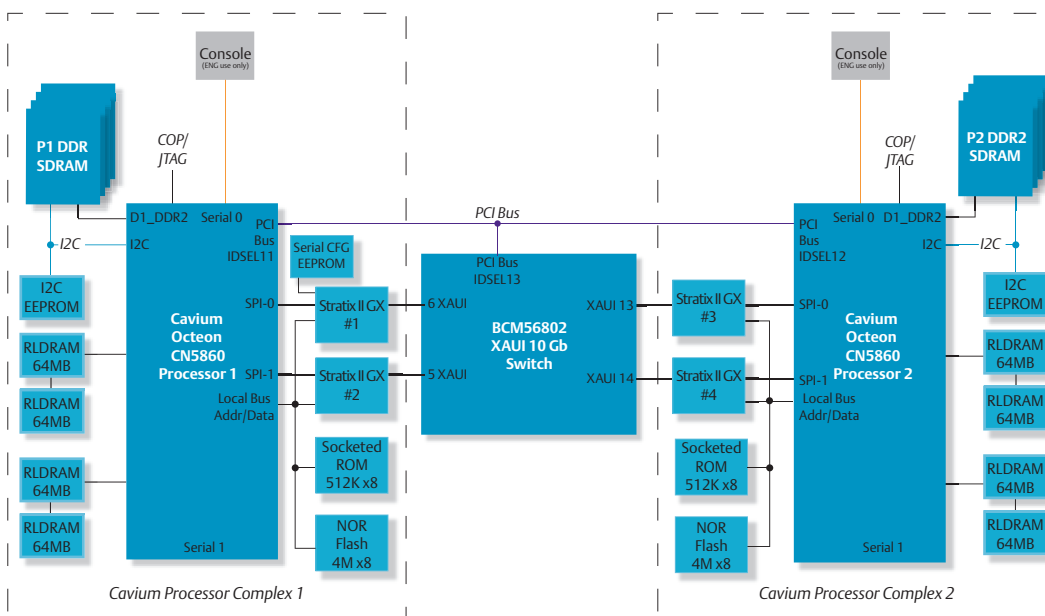 Console
(ENG use only)
P1 DDR
SDRAM
COP/
JTAG
D1_DDR2
Serial 0
PCI
Bus
IDSEL11
I2C
I2C
I2C
EEPROM
Serial CFG
EEPROM
SPI-0
Stratix II GX
#1
Cavium
Octeon
CN5860
Processor 1
RLDRAM
64MB
RLDRAM
64MB
SPI-1
Stratix II GX
#2
Local Bus
Addr/Data
Socketed
ROM
512K x8
RLDRAM
64MB
RLDRAM
64MB
NOR
Flash
4M x8
Serial 1
Cavium Processor Complex 1
PCI Bus
PCI Bus
IDSEL13
6 XAUI
XAUI 13
BCM56802
XAUI 10 Gb
Switch
5 XAUI
XAUI 14
Console
(ENG use only)
P2 DDR2
SDRAM
COP/
JTAG
Serial 0
D1_DDR2
PCI
Bus
IDSEL12
I2C
I2C
I2C
EEPROM
Stratix II GX
#3
SPI-0
Cavium
Octeon
CN5860
Processor 2
RLDRAM
64MB
RLDRAM
64MB
Stratix II GX
#4
SPI-1
Local Bus
Addr/Data
Socketed
ROM
512K x8
RLDRAM
64MB
RLDRAM
64MB
NOR
Flash
4M x8
Serial 1
Cavium Processor Complex 2